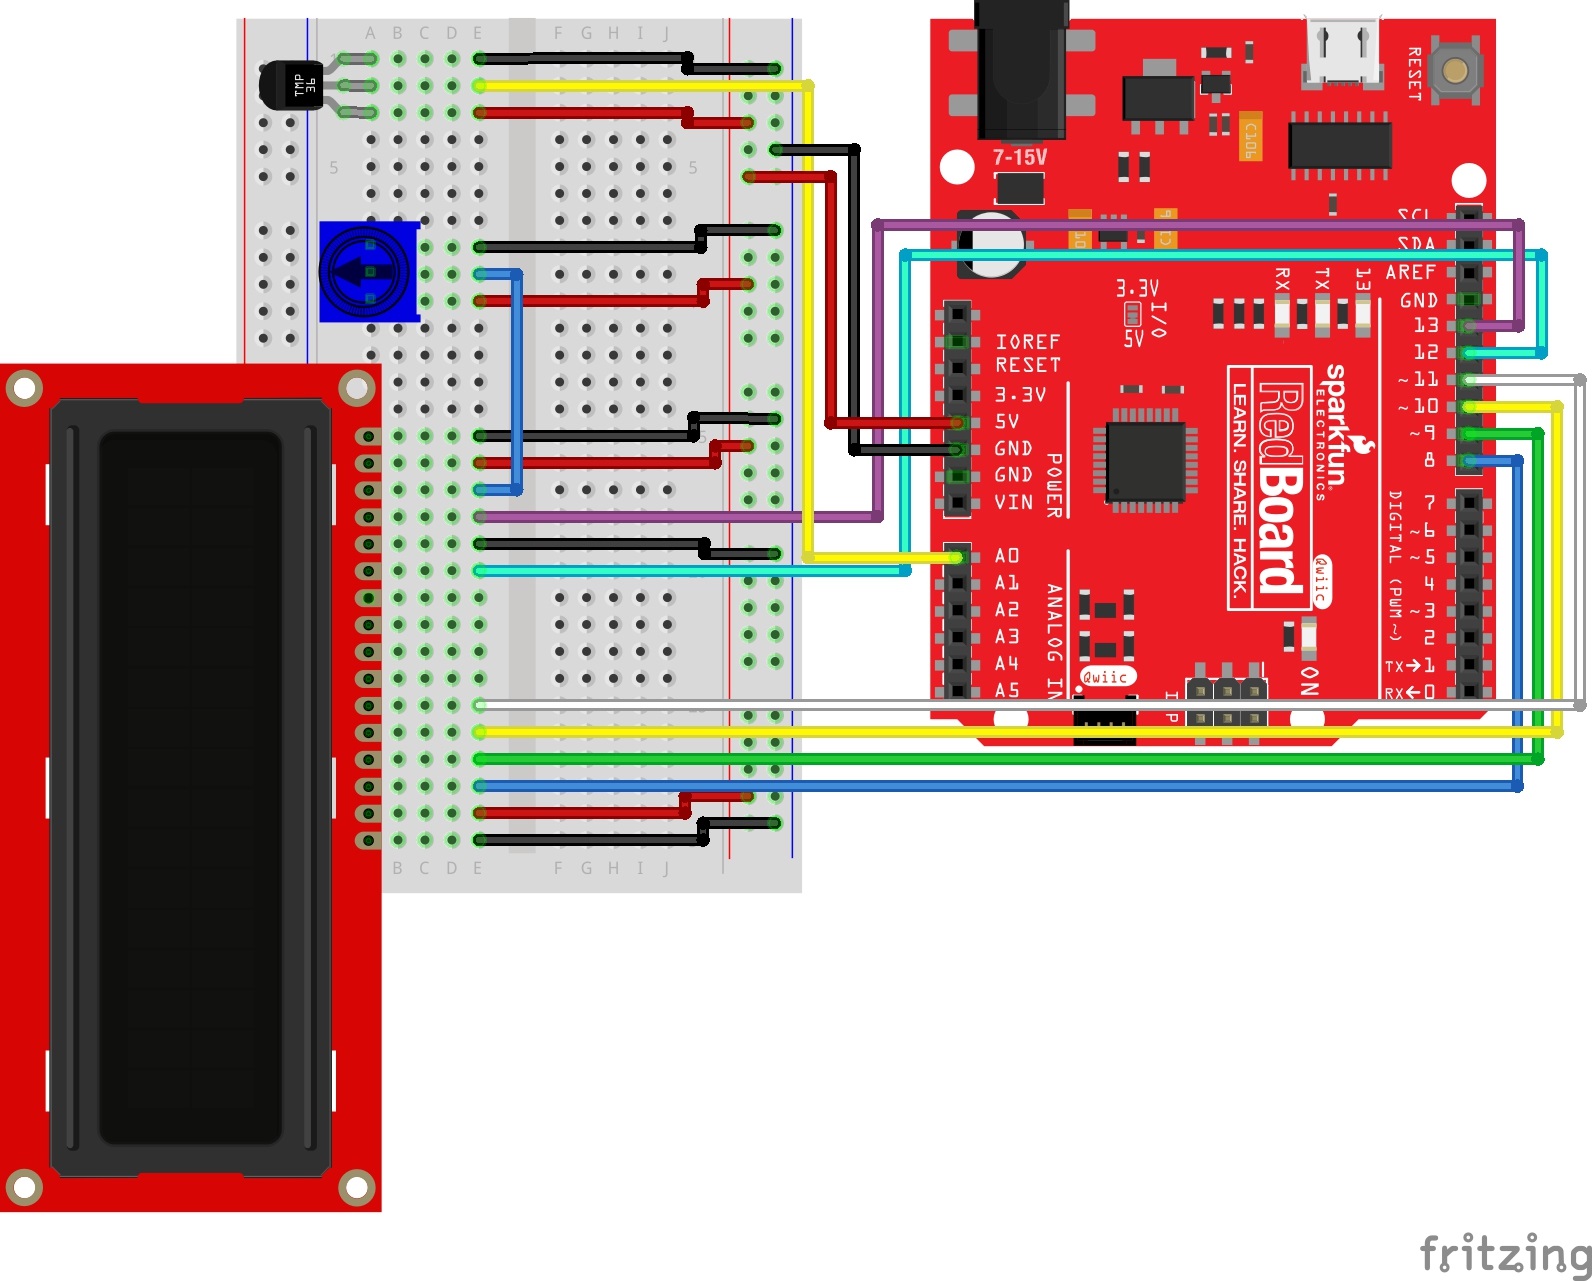 A B C D E F G H I J
TMP
36
5 5
7-15V
RESET
C106
SCL
SDA
AREF
GND
13
12
~11
~10
~9
8
RX
TX
13
3.3V
I/O
5V
IOREF
RESET
3.3V
5V
GND
GND
VIN
POWER
sparkfun
ELECTRONICS
RedBoard
LEARN. SHARE. HACK.
Qwiic
7
~6
~5
4
~3
2
TX→1
RX←0
DIGITAL (PWM ~)
A0
A1
A2
A3
A4
A5
ANALOG IN
Qwiic
ON
B C D E F G H I J
fritzing